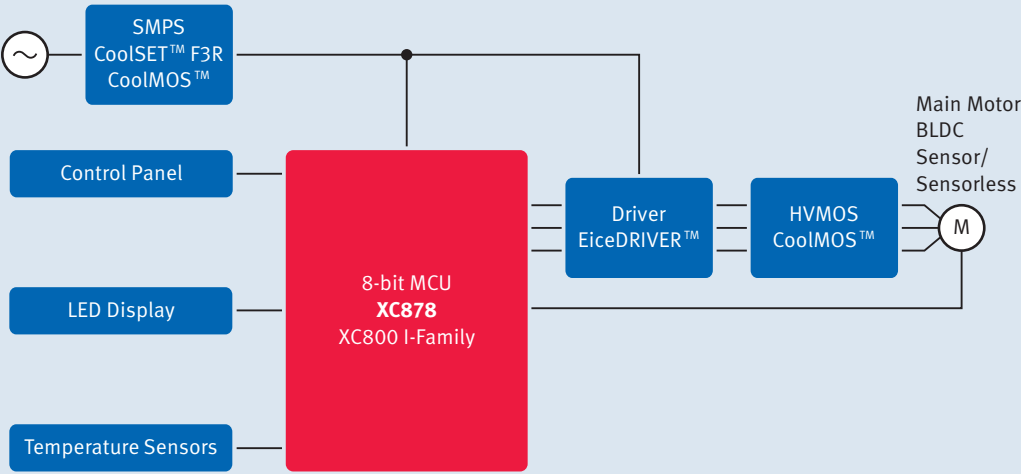 SMPS
CoolSET™ F3R
CoolMOS™
Control Panel
LED Display
Temperature Sensors
8-bit MCU
XC878
XC800 I-Family
Driver
EiceDRIVER™
HVMOS
CoolMOS™
Main Motor
BLDC
Sensor/
Sensorless
M